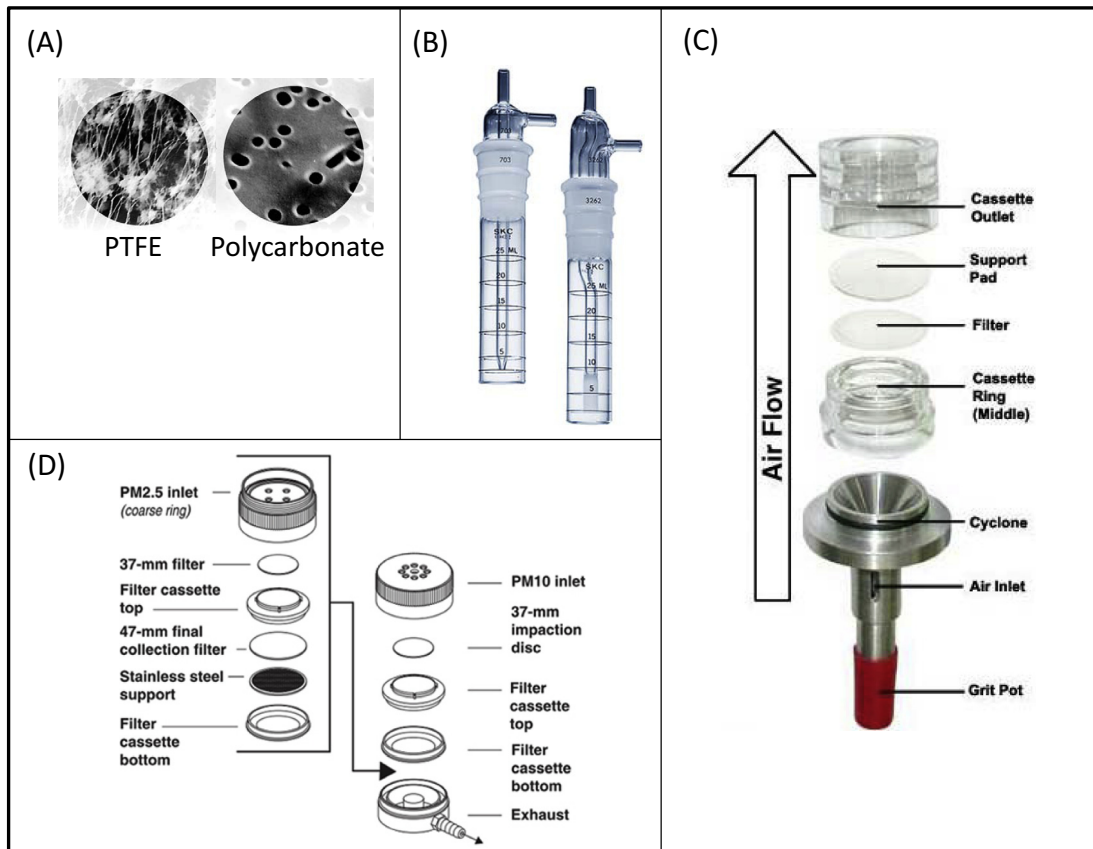 (A)
PTFE
Polycarbonate
(B)
703
703
SKC
25 ML
20
15
10
5
3262
3262
SKC
25 ML
20
15
10
5
(C)
Air Flow
Cassette
Outlet
Support
Pad
Filter
Cassette
Ring
(Middle)
Cyclone
Air Inlet
Grit Pot
(D)
PM2.5 inlet
(coarse ring)
37-mm filter
Filter cassette
top
47-mm final
collection filter
Stainless steel
support
Filter
cassette
bottom
PM10 inlet
37-mm
impaction
disc
Filter
cassette
top
Filter
cassette
bottom
Exhaust